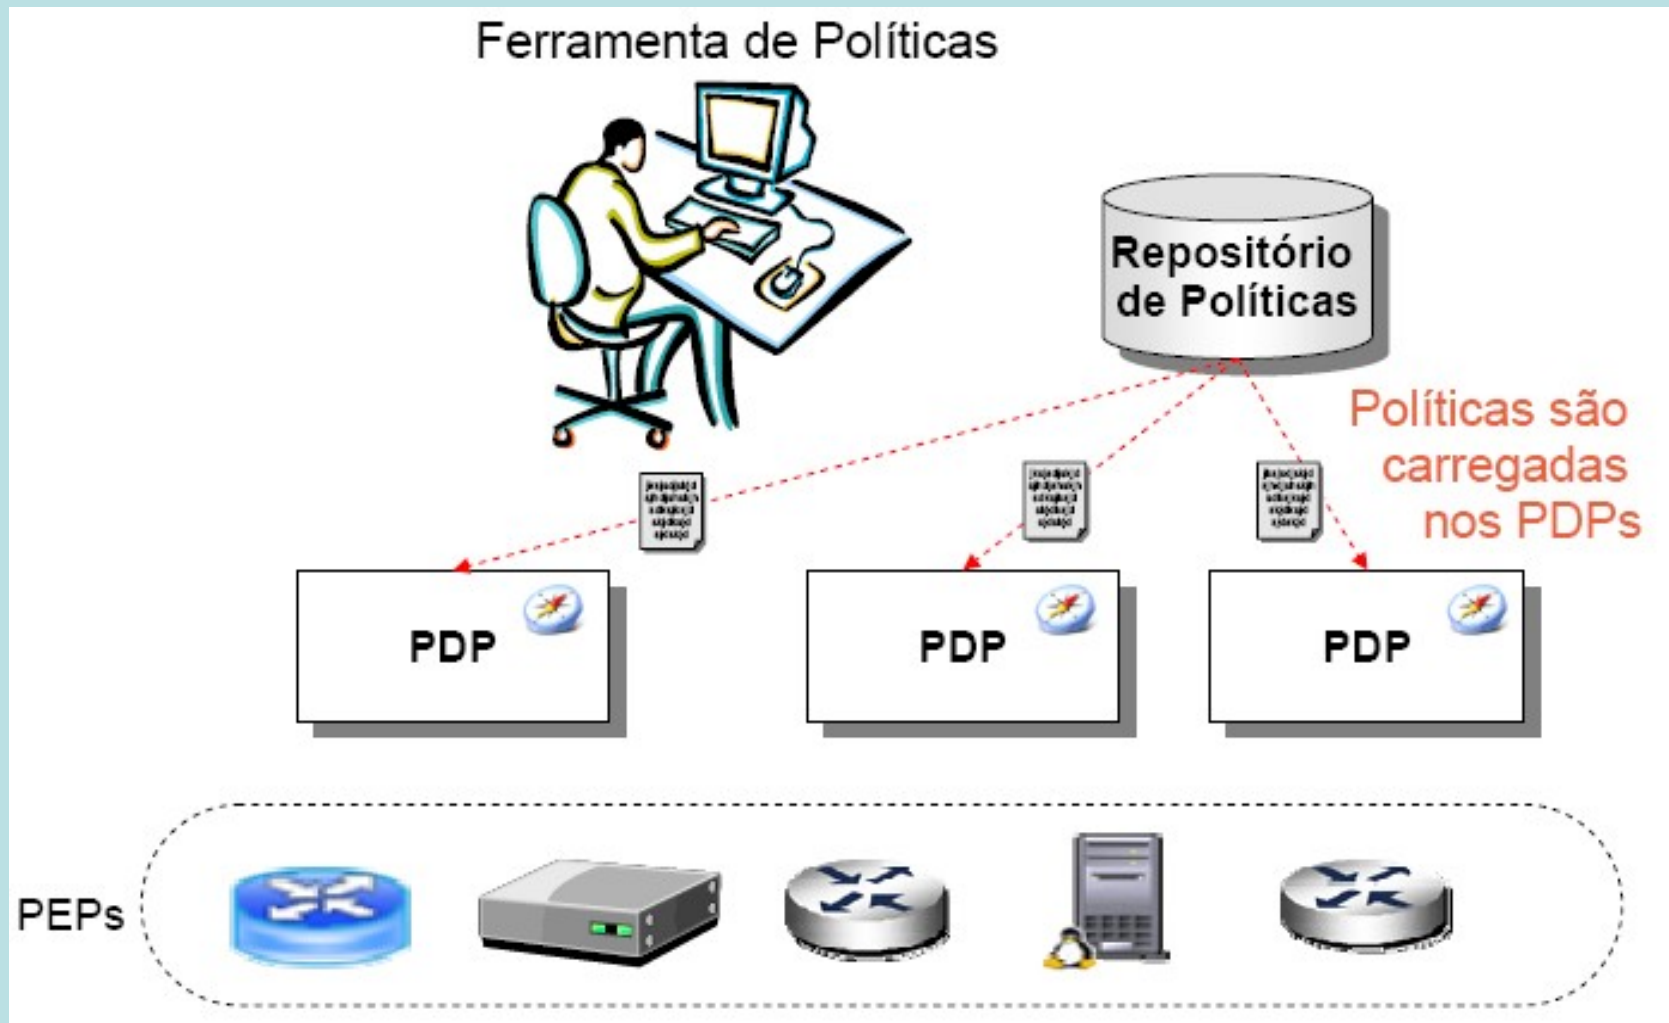 Ferramenta de Políticas
Repositório
de Políticas
Políticas são
carregadas
nos PDPs
PDP
PDP
PDP
PEPs